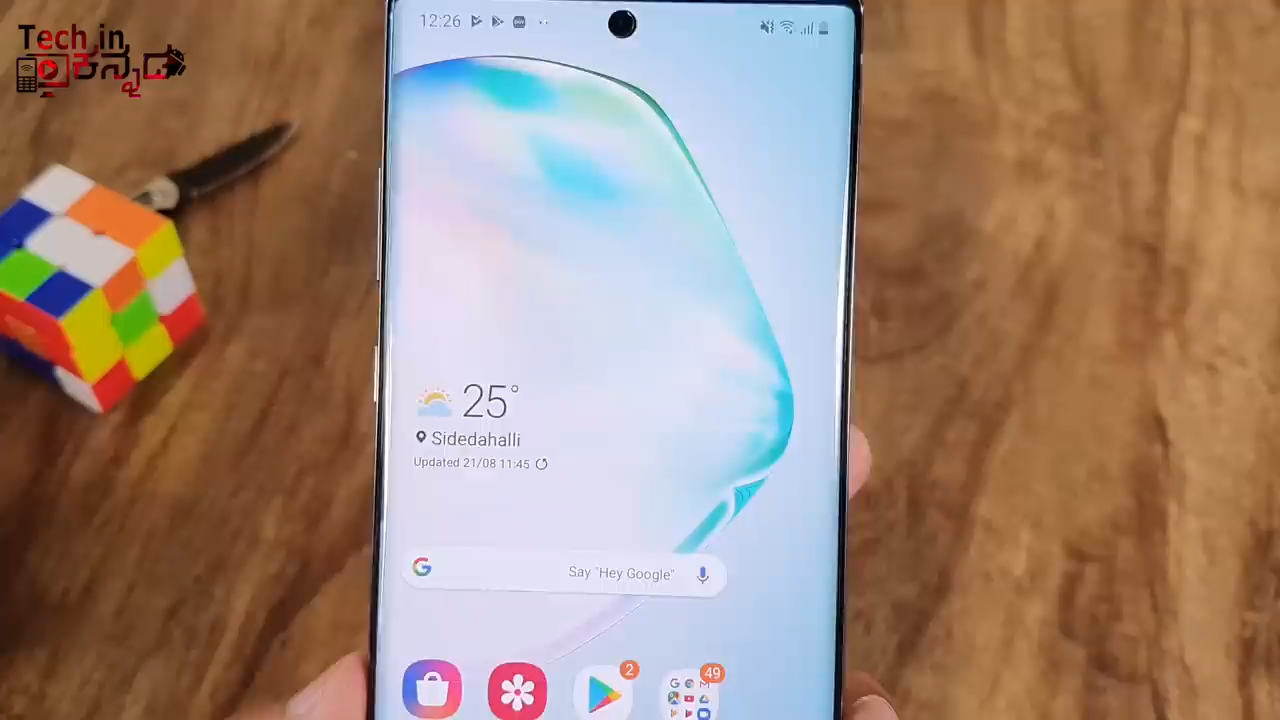 Tech in
ಕನ್ನಡ
12:26
25°
Sidedahalli
Updated 21/08 11:45
G
Say "Hey Google"
2
49